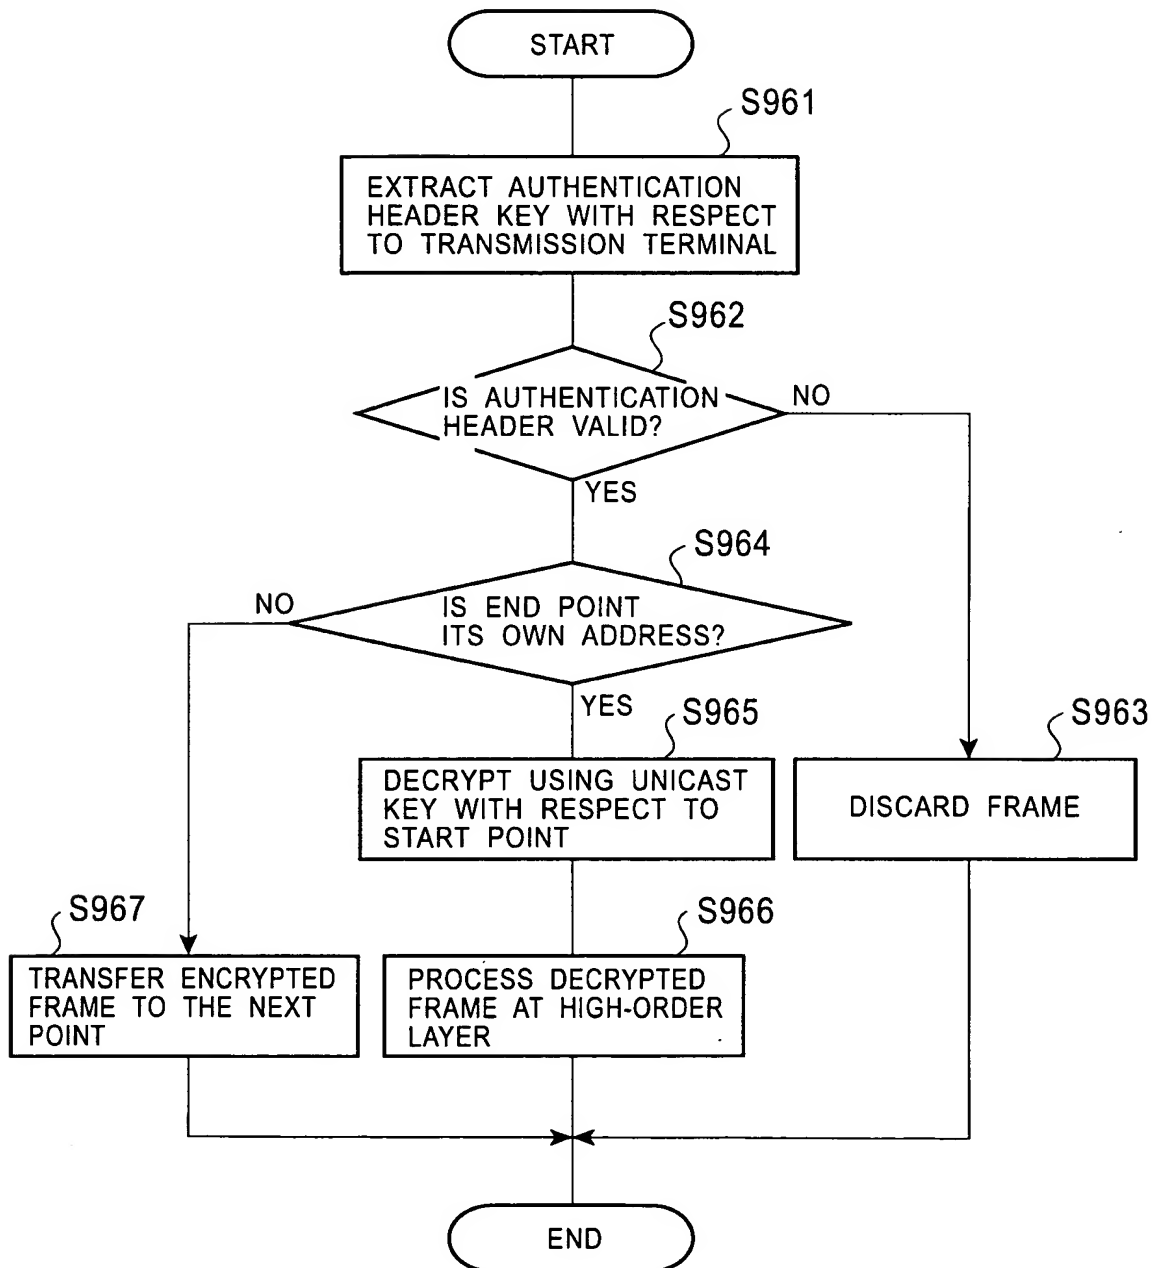 START
S961
EXTRACT AUTHENTICATION
HEADER KEY WITH RESPECT
TO TRANSMISSION TERMINAL
S962
IS AUTHENTICATION
HEADER VALID?
NO
YES
S964
NO
IS END POINT
ITS OWN ADDRESS?
YES
S965
S963
DECRYPT USING UNICAST
KEY WITH RESPECT TO
START POINT
DISCARD FRAME
S967
S966
TRANSFER ENCRYPTED
FRAME TO THE NEXT
POINT
PROCESS DECRYPTED
FRAME AT HIGH-ORDER
LAYER
END